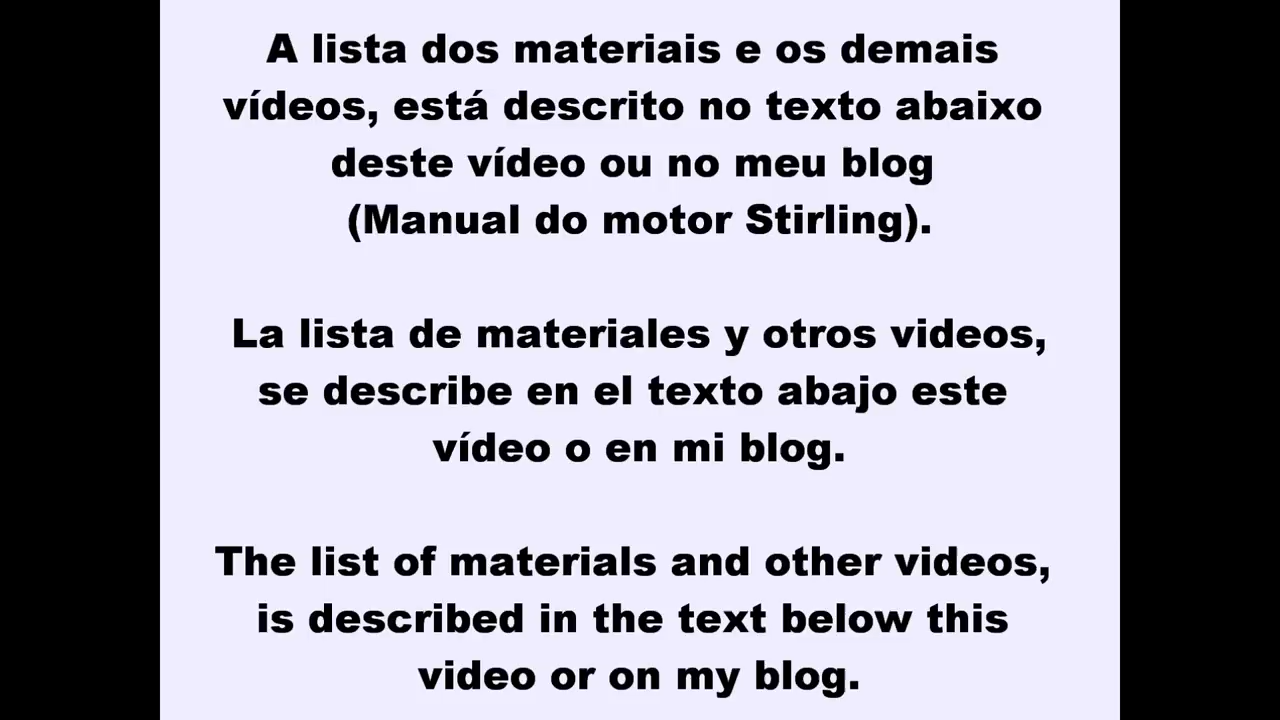 A lista dos materiais e os demais
vídeos, está descrito no texto abaixo
deste vídeo ou no meu blog
(Manual do motor Stirling).
La lista de materiales y otros videos,
se describe en el texto abajo este
vídeo o en mi blog.
The list of materials and other videos,
is described in the text below this
video or on my blog.